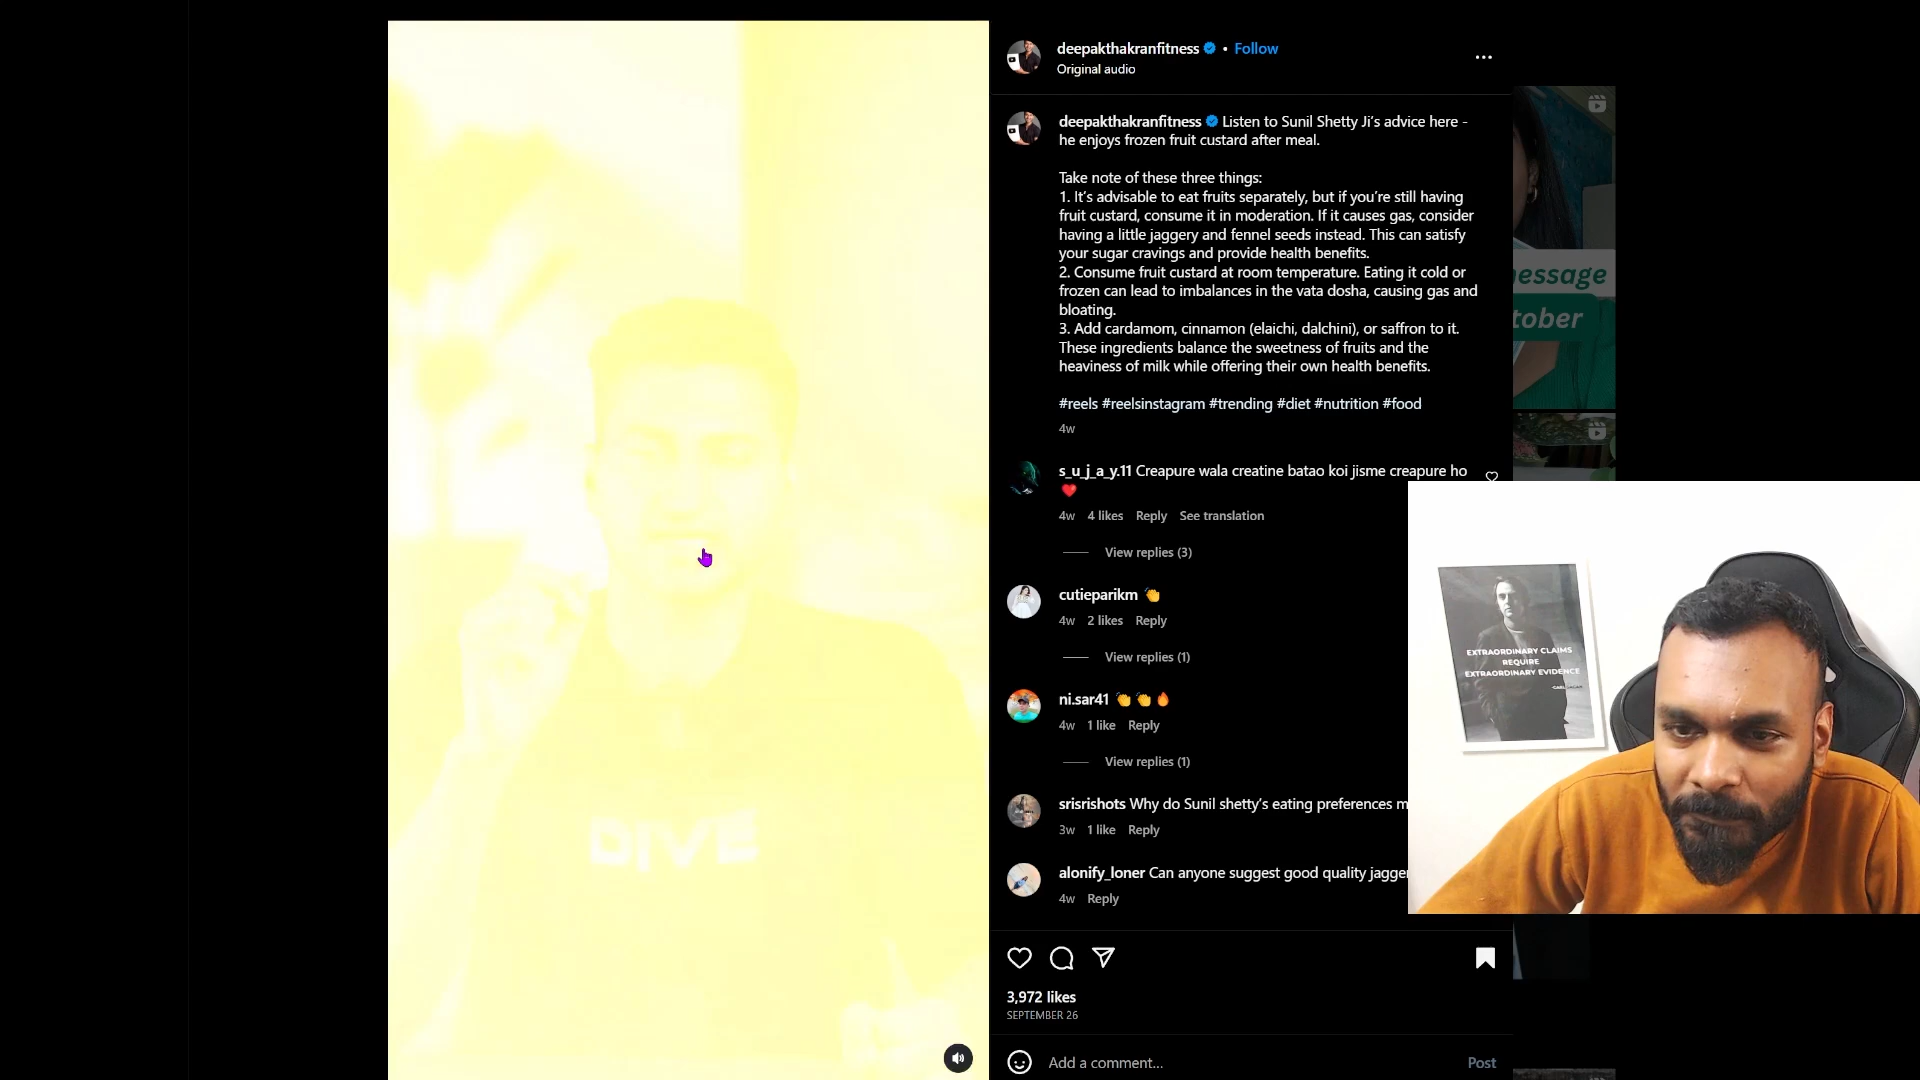 deepakthakranfitness • Follow
Original audio
deepakthakranfitness Listen to Sunil Shetty Ji’s advice here -
he enjoys frozen fruit custard after meal.
Take note of these three things:
1. It’s advisable to eat fruits separately, but if you’re still having
fruit custard, consume it in moderation. If it causes gas, consider
having a little jaggery and fennel seeds instead. This can satisfy
your sugar cravings and provide health benefits.
2. Consume fruit custard at room temperature. Eating it cold or
frozen can lead to imbalances in the vata dosha, causing gas and
bloating.
3. Add cardamom, cinnamon (elaichi, dalchini), or saffron to it.
These ingredients balance the sweetness of fruits and the
heaviness of milk while offering their own health benefits.
#reels #reelsinstagram #trending #diet #nutrition #food
4w
s_u_j_a_y.11 Creapure wala creatine batao koi jisme creapure ho
❤️
4w 4 likes Reply See translation
View replies (3)
cutieparikm 👏
4w 2 likes Reply
View replies (1)
ni.sar41 👏 👏 🔥
4w 1 like Reply
View replies (1)
srisrishots Why do Sunil shetty’s eating preferences
3w 1 like Reply
alonify_loner Can anyone suggest good quality
4w Reply
3,972 likes
SEPTEMBER 26
Add a comment... Post
DIVE
EXTRAORDINARY CLAIMS
REQUIRE
EXTRAORDINARY EVIDENCE